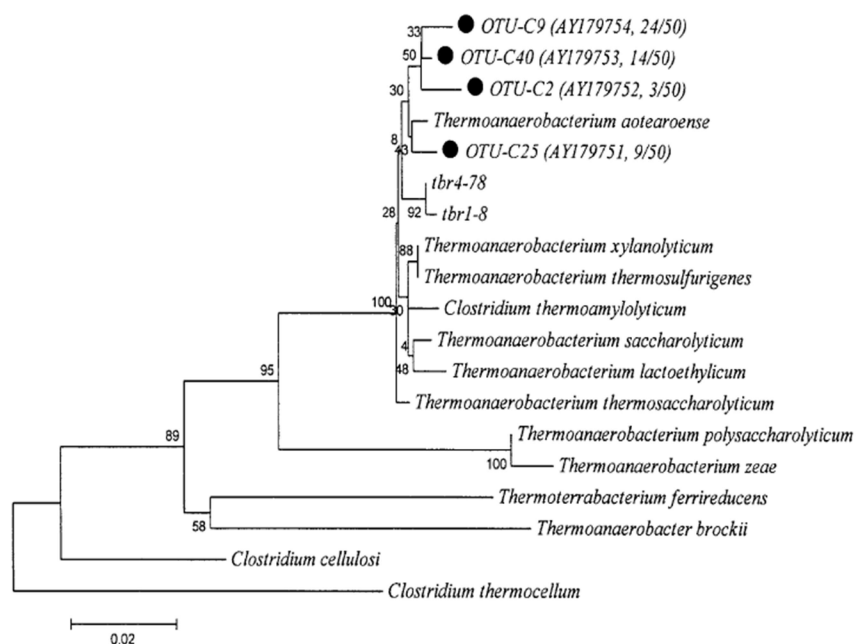 33
OTU-C9 (AY179754, 24/50)
50
OTU-C40 (AY179753, 14/50)
30
OTU-C2 (AY179752, 3/50)
Thermoanaerobacterium aotearoense
8
43
OTU-C25 (AY179751, 9/50)
tbr4-78
28
92
tbr1-8
88
Thermoanaerobacterium xylanolyticum
Thermoanaerobacterium thermosulfurigenes
100
30
Clostridium thermoamylolyticum
4
Thermoanaerobacterium saccharolyticum
48
Thermoanaerobacterium lactoethylicum
95
Thermoanaerobacterium thermosaccharolyticum
89
Thermoanaerobacterium polysaccharolyticum
100
Thermoanaerobacterium zeae
Thermoterrabacterium ferrireducens
58
Thermoanaerobacter brockii
Clostridium cellulosi
Clostridium thermocellum
0.02